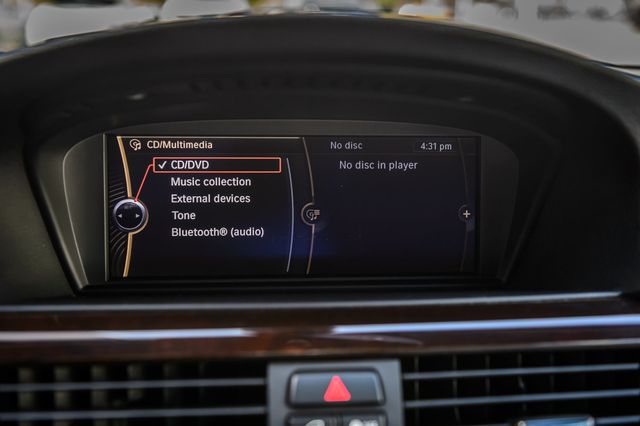 CD/Multimedia
No disc
4:31 pm
✓ CD/DVD
No disc in player
Music collection
External devices
Tone
Bluetooth® (audio)